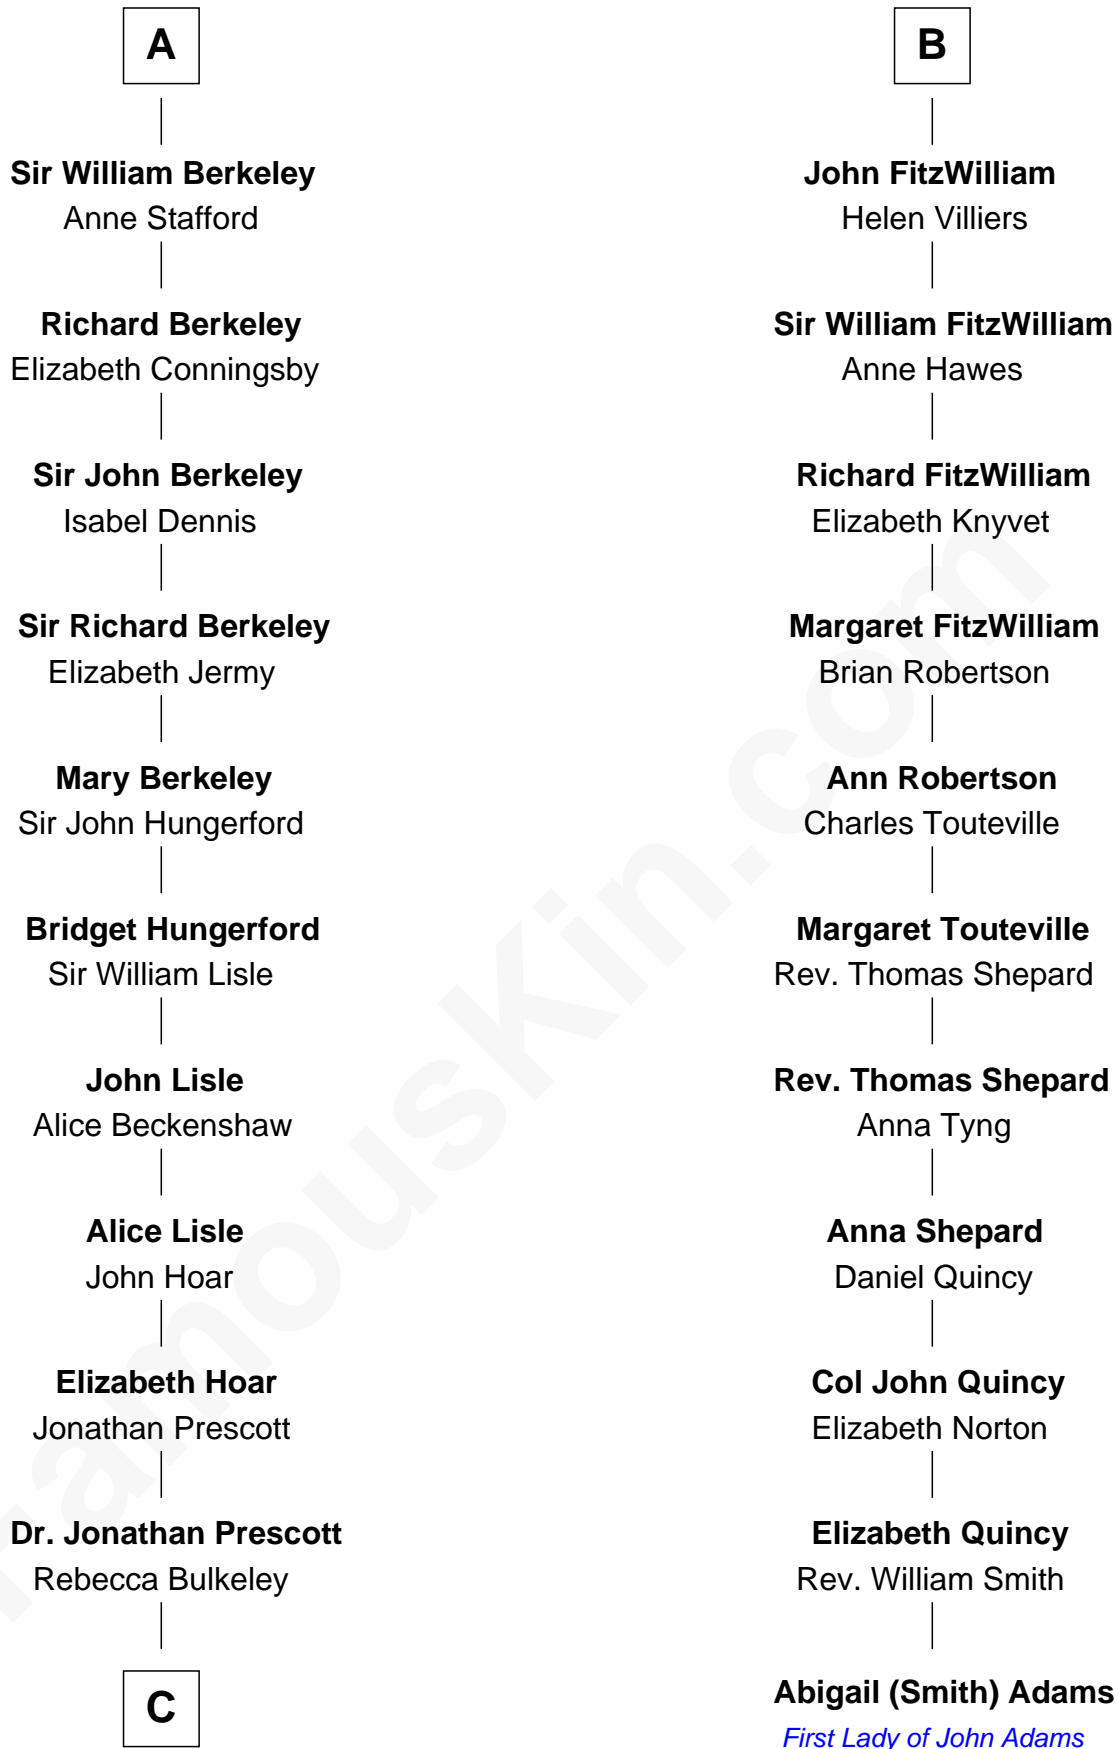 A
Sir William Berkeley
Anne Stafford
Richard Berkeley
Elizabeth Conningsby
Sir John Berkeley
Isabel Dennis
Sir Richard Berkeley
Elizabeth Jermy
Mary Berkeley
Sir John Hungerford
Bridget Hungerford
Sir William Lisle
John Lisle
Alice Beckenshaw
Alice Lisle
John Hoar
Elizabeth Hoar
Jonathan Prescott
Dr. Jonathan Prescott
Rebecca Bulkeley
C
B
John FitzWilliam
Helen Villiers
Sir William FitzWilliam
Anne Hawes
Richard FitzWilliam
Elizabeth Knyvet
Margaret FitzWilliam
Brian Robertson
Ann Robertson
Charles Touteville
Margaret Touteville
Rev. Thomas Shepard
Rev. Thomas Shepard
Anna Tyng
Anna Shepard
Daniel Quincy
Col John Quincy
Elizabeth Norton
Elizabeth Quincy
Rev. William Smith
Abigail (Smith) Adams
First Lady of John Adams
FamousKin.com